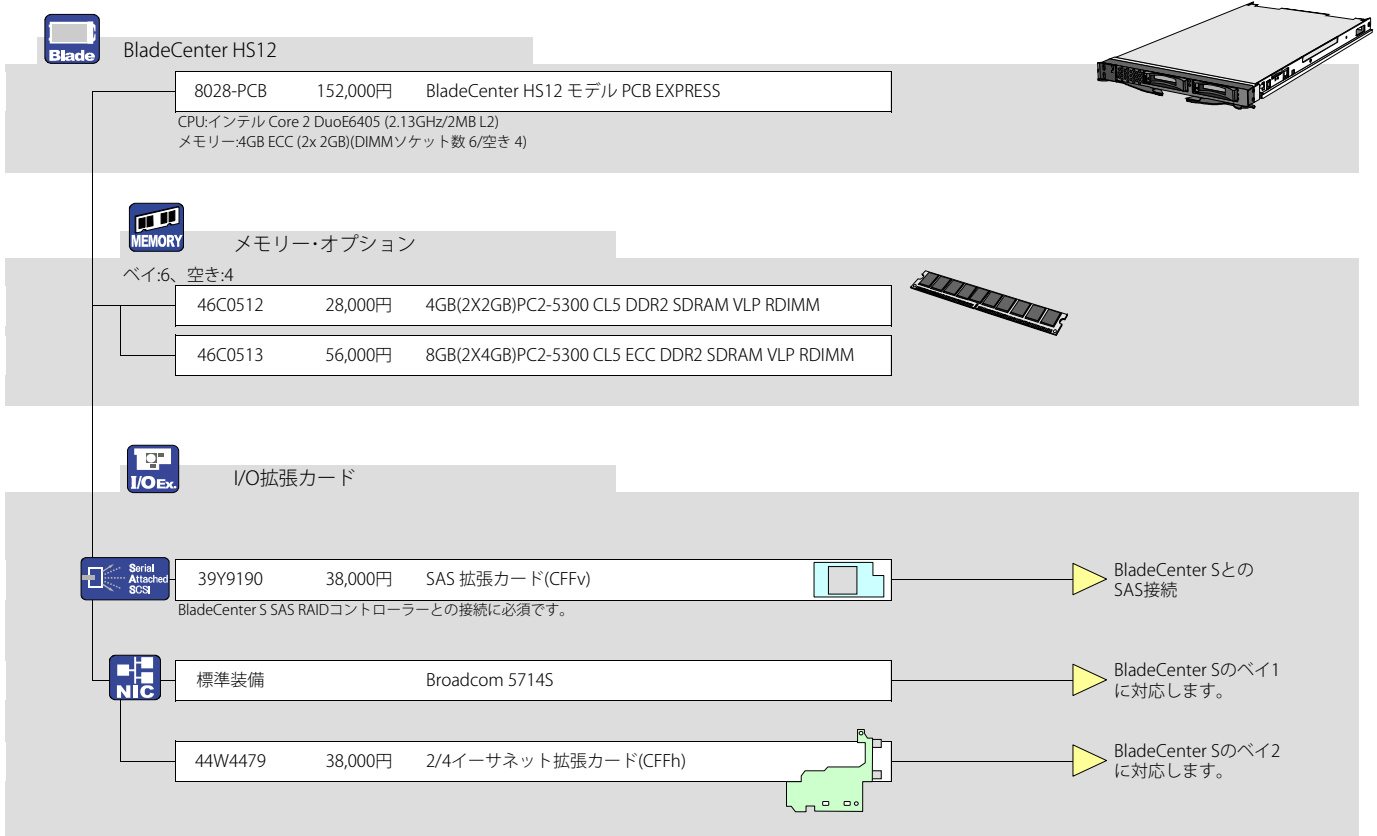 Blade
BladeCenter HS12
8028-PCB 152,000円 BladeCenter HS12 モデル PCB EXPRESS
CPU:インテル Core 2 DuoE6405 (2.13GHz/2MB L2)
メモリー:4GB ECC (2x 2GB)(DIMMソケット数 6/空き 4)
MEMORY
メモリー・オプション
ベイ:6、空き:4
46C0512 28,000円 4GB(2X2GB)PC2-5300 CL5 DDR2 SDRAM VLP RDIMM
46C0513 56,000円 8GB(2X4GB)PC2-5300 CL5 ECC DDR2 SDRAM VLP RDIMM
I/OEx.
I/O拡張カード
Serial
Attached
SCSI
39Y9190 38,000円 SAS 拡張カード(CFFv)
BladeCenter Sとの
SAS接続
BladeCenter S SAS RAIDコントローラーとの接続に必須です。
NIC
標準装備 Broadcom 5714S
BladeCenter Sのベイ1
に対応します。
44W4479 38,000円 2/4イーサネット拡張カード(CFFh)
BladeCenter Sのベイ2
に対応します。